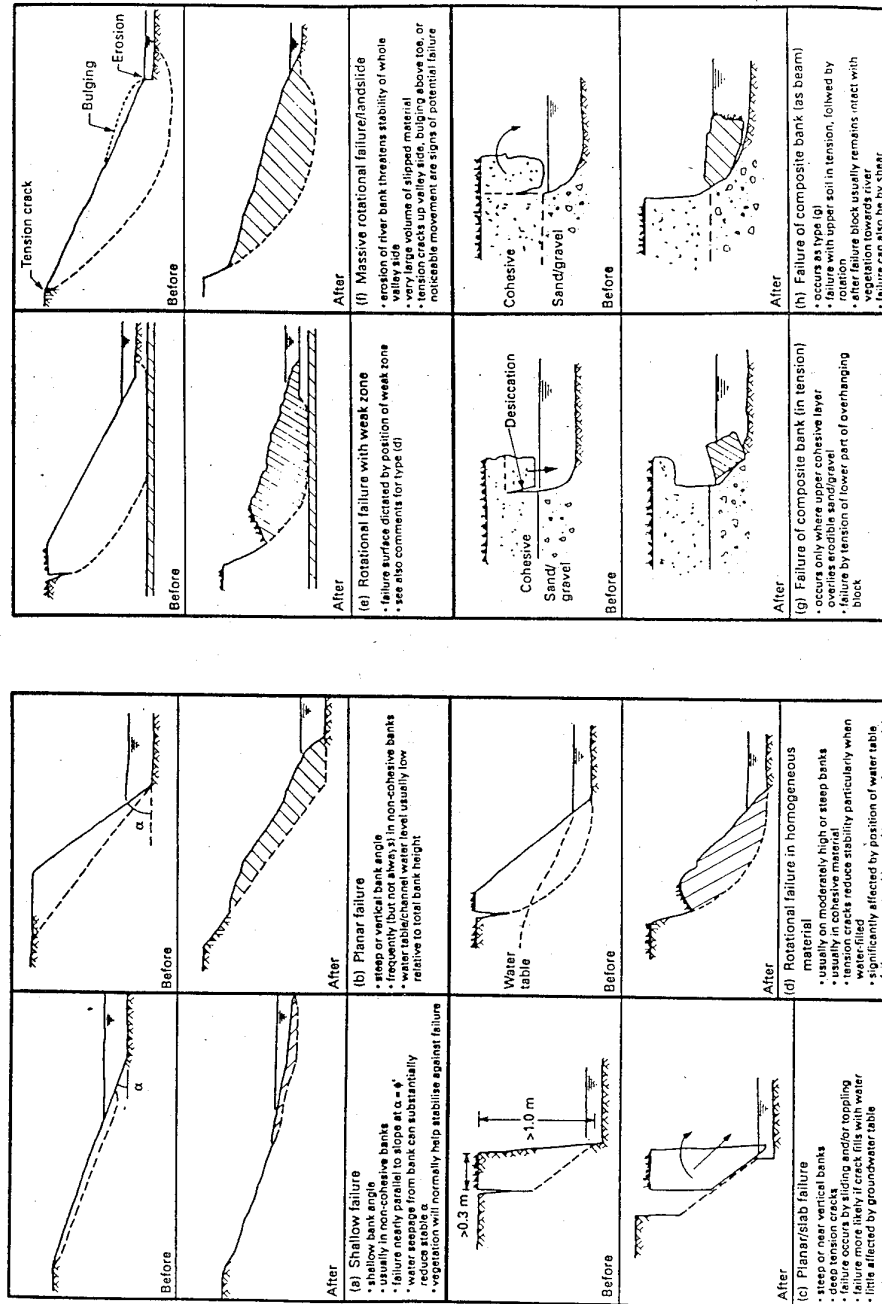 α
Before
After
(a) Shallow failure
• shallow bank angle
• usually in non-cohesive banks
• failure nearly parallel to slope at α = ϕ'
• water seepage from bank can substantially
reduce stable α
• vegetation will normally help stabilise against failure
α
Before
After
(b) Planar failure
• steep or vertical bank angle
• frequently (but not always) in non-cohesive banks
• water table/channel water level usually low
relative to total bank height
>0.3 m
>1.0 m
Before
After
(c) Planar/slab failure
• steep or near vertical banks
• deep tension cracks
• failure occurs by sliding and/or toppling
• failure more likely if crack fills with water
• little affected by groundwater table
Water
table
Before
After
(d) Rotational failure in homogeneous
material
• usually on moderately high or steep banks
• usually in cohesive material
• tension cracks reduce stability particularly when
water-filled
• significantly affected by position of water table
Before
After
(e) Rotational failure with weak zone
• failure surface dictated by position of weak zone
• see also comments for type (d)
Tension crack
Bulging
Erosion
Before
After
(f) Massive rotational failure/landslide
• erosion of river bank threatens stability of whole
valley side
• very large volume of slipped material
• tension cracks up valley side, bulging above toe, or
noticeable movement are signs of potential failure
Cohesive
Sand/
gravel
Desiccation
Before
After
(g) Failure of composite bank (in tension)
• occurs only where upper cohesive layer
overlies erodible sand/gravel
• failure by tension of lower part of overhanging
block
Cohesive
Sand/gravel
Before
After
(h) Failure of composite bank (as beam)
• occurs as type (g)
• failure with upper soil in tension, follwed by
rotation
• after failure block usually remains intact with
vegetation towards river
• failure can also be by shear